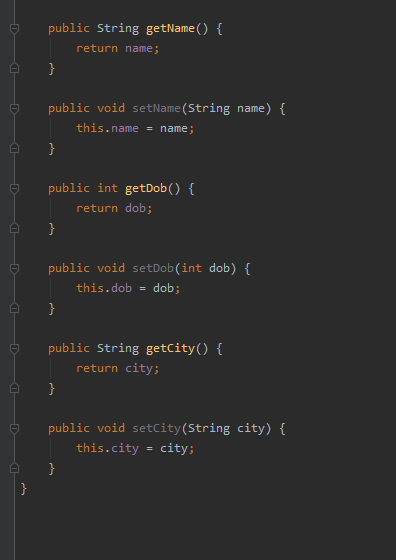 public String getName() {
return name;
}
public void setName(String name) {
this.name = name;
}
public int getDob() {
return dob;
}
public void setDob(int dob) {
this.dob = dob;
}
public String getCity() {
return city;
}
public void setCity(String city) {
this.city = city;
}
}